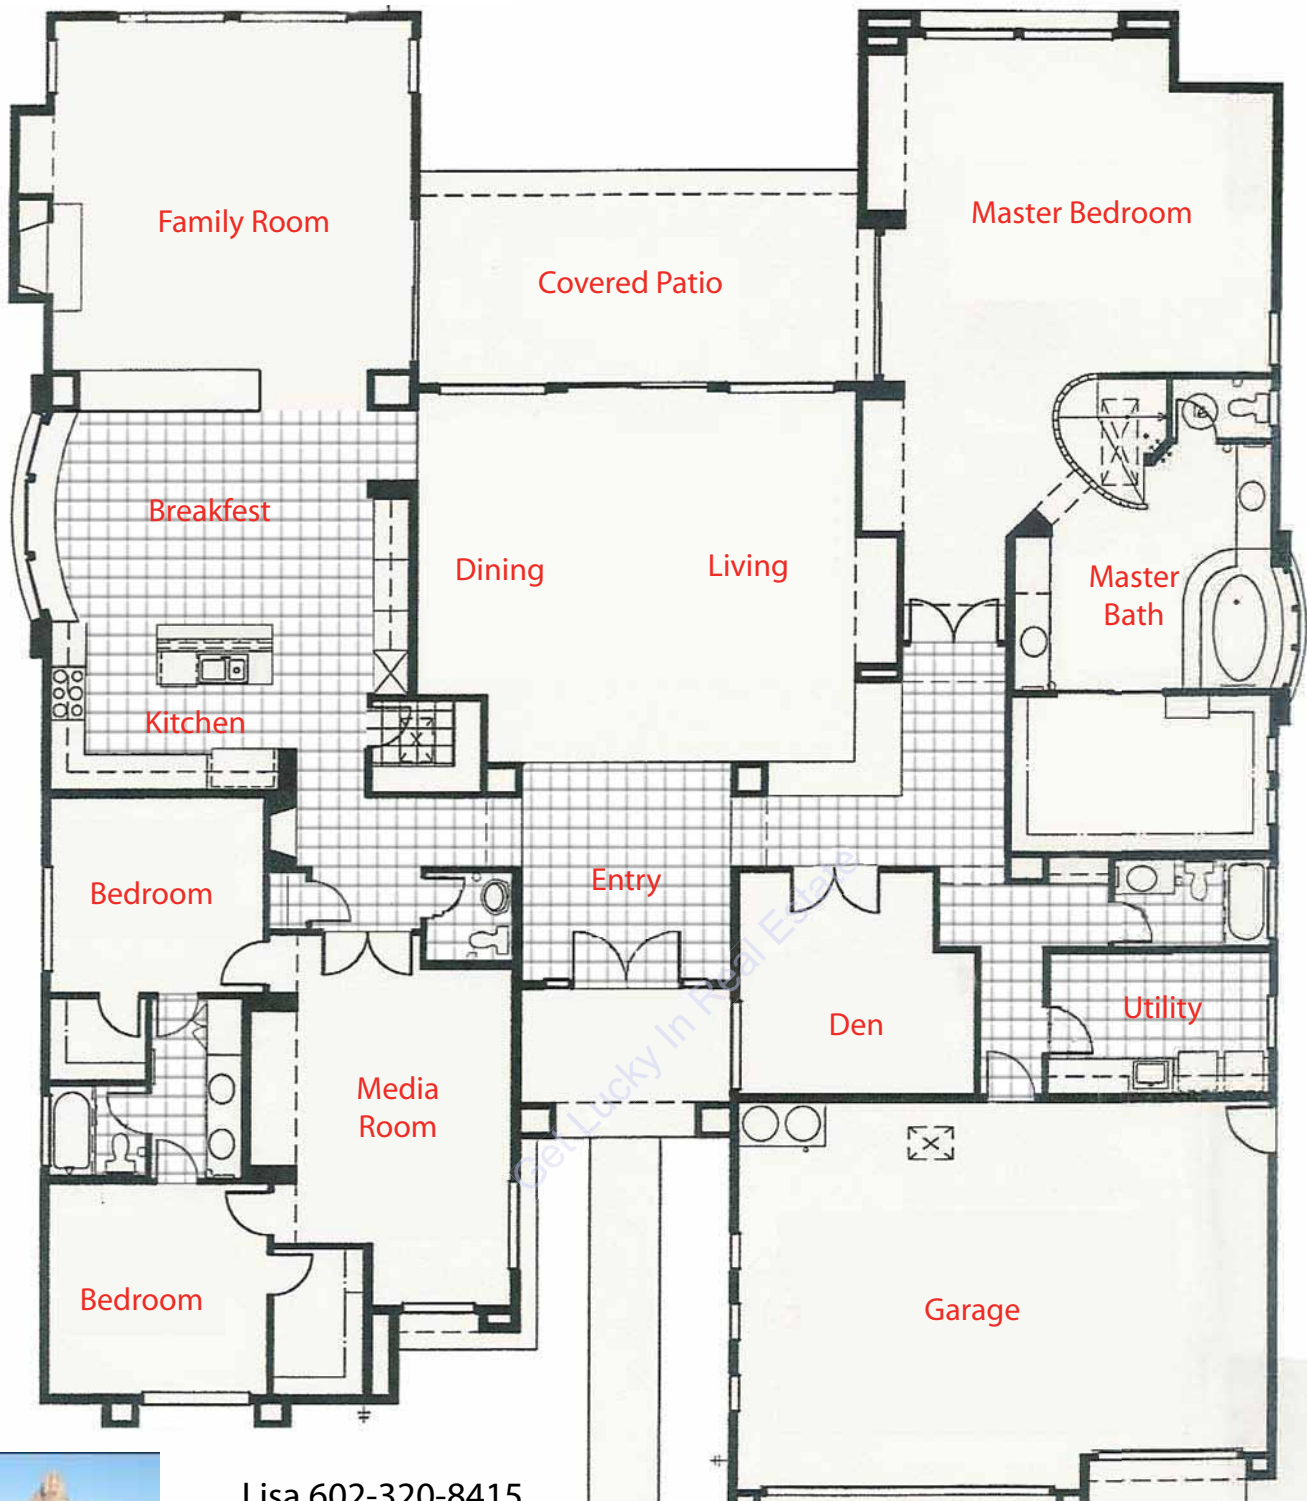 Family Room
Master Bedroom
Covered Patio
Breakfest
Dining
Living
Master
Bath
Kitchen
Entry
Bedroom
Den
Utility
Media
Room
Bedroom
Garage
Get Lucky In Real Estate
Lisa 602-320-8415